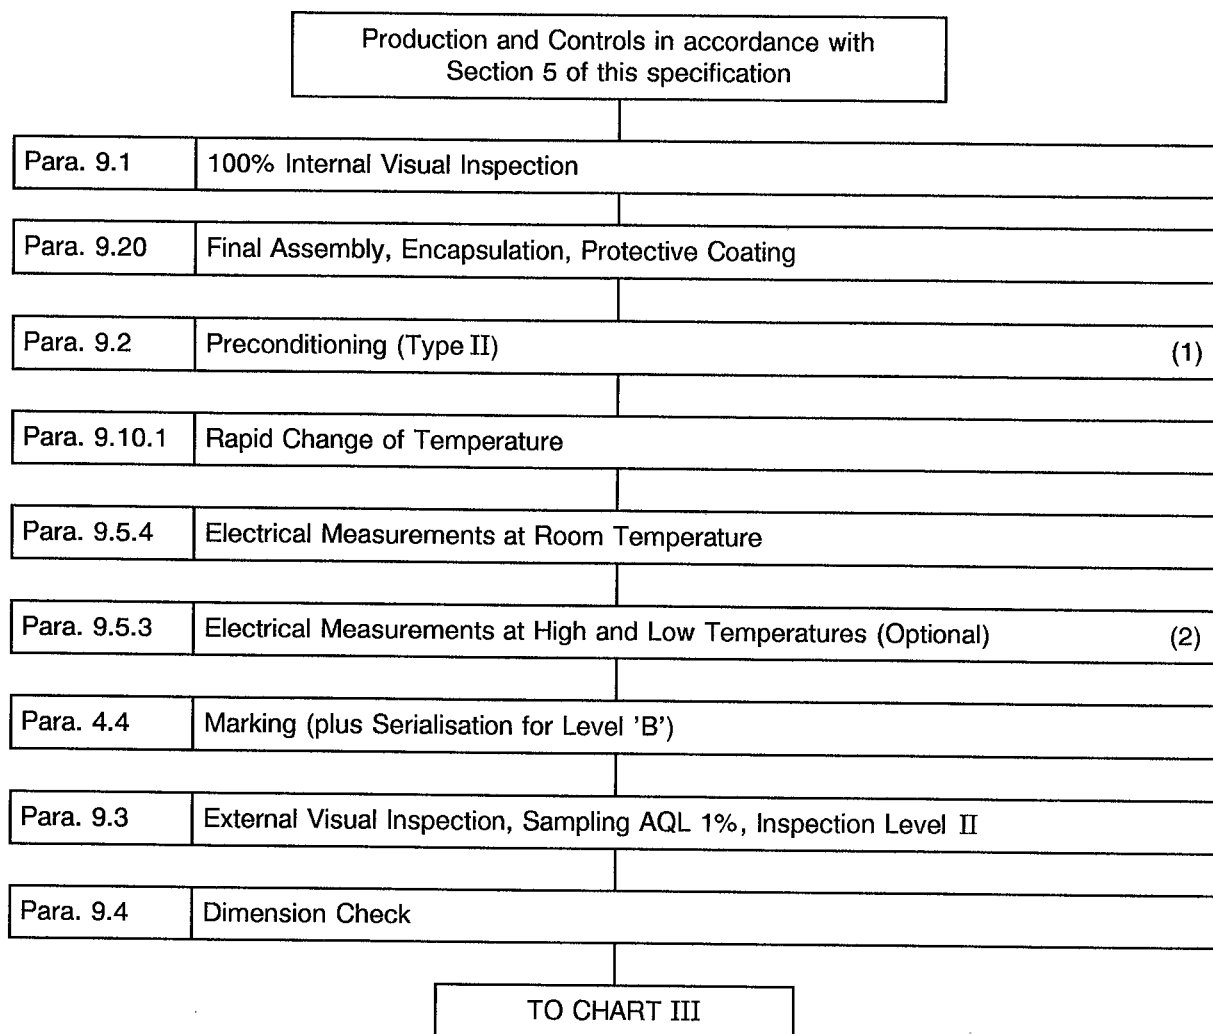 Production and Controls in accordance with
Section 5 of this specification
Para. 9.1 100% Internal Visual Inspection
Para. 9.20 Final Assembly, Encapsulation, Protective Coating
Para. 9.2 Preconditioning (Type II) (1)
Para. 9.10.1 Rapid Change of Temperature
Para. 9.5.4 Electrical Measurements at Room Temperature
Para. 9.5.3 Electrical Measurements at High and Low Temperatures (Optional) (2)
Para. 4.4 Marking (plus Serialisation for Level 'B')
Para. 9.3 External Visual Inspection, Sampling AQL 1%, Inspection Level II
Para. 9.4 Dimension Check
TO CHART III